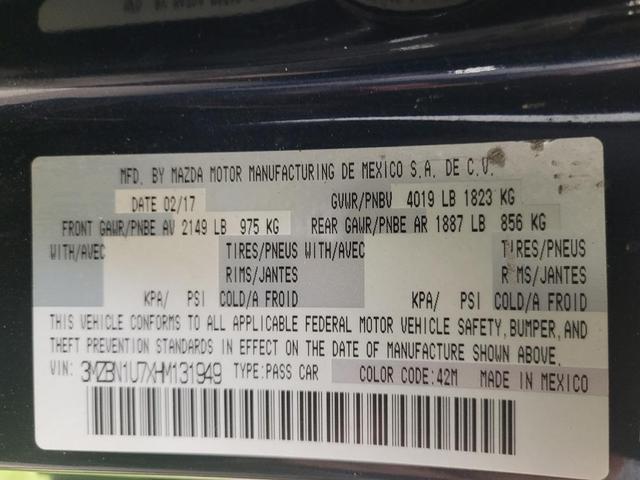 MFD. BY MAZDA MOTOR MANUFACTURING DE MEXICO S.A. DE C.V.
DATE 02/17 GVWR/PNBV 4019 LB 1823 KG
FRONT GAWR/PNBE AV 2149 LB 975 KG REAR GAWR/PNBE AR 1887 LB 856 KG
WITH/AVEC TIRES/PNEUS WITH/AVEC TIRES/PNEUS
RIMS/JANTES RIMS/JANTES
KPA/ PSI COLD/A FROID KPA/ PSI COLD/A FROID
THIS VEHICLE CONFORMS TO ALL APPLICABLE FEDERAL MOTOR VEHICLE SAFETY, BUMPER, AND
THEFT PREVENTION STANDARDS IN EFFECT ON THE DATE OF MANUFACTURE SHOWN ABOVE.
VIN: 3MZBN1U7XHM131949 TYPE:PASS CAR COLOR CODE:42M MADE IN MEXICO